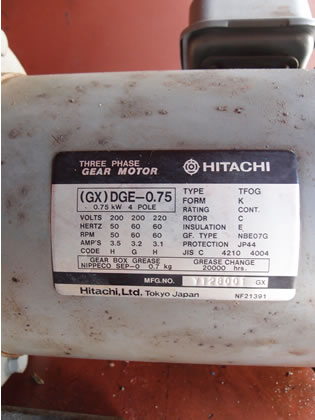 THREE PHASE
GEAR MOTOR
HITACHI
(GX) DGE-0.75
0.75 kW 4 POLE
TYPE TFOG
FORM K
VOLTS 200 200 220
RATING CONT.
HERTZ 50 60 60
ROTOR C
RPM 50 60 60
INSULATION E
AMP'S 3.5 3.2 3.1
GF. TYPE NBE07G
CODE H G H
PROTECTION JP44
JIS C 4210 4004
GEAR BOX GREASE
NIPPECO SEP-0 0.7 kg
GREASE CHANGE
20000 hrs.
MFG.NO. GX
Hitachi, Ltd. Tokyo Japan
NF21391